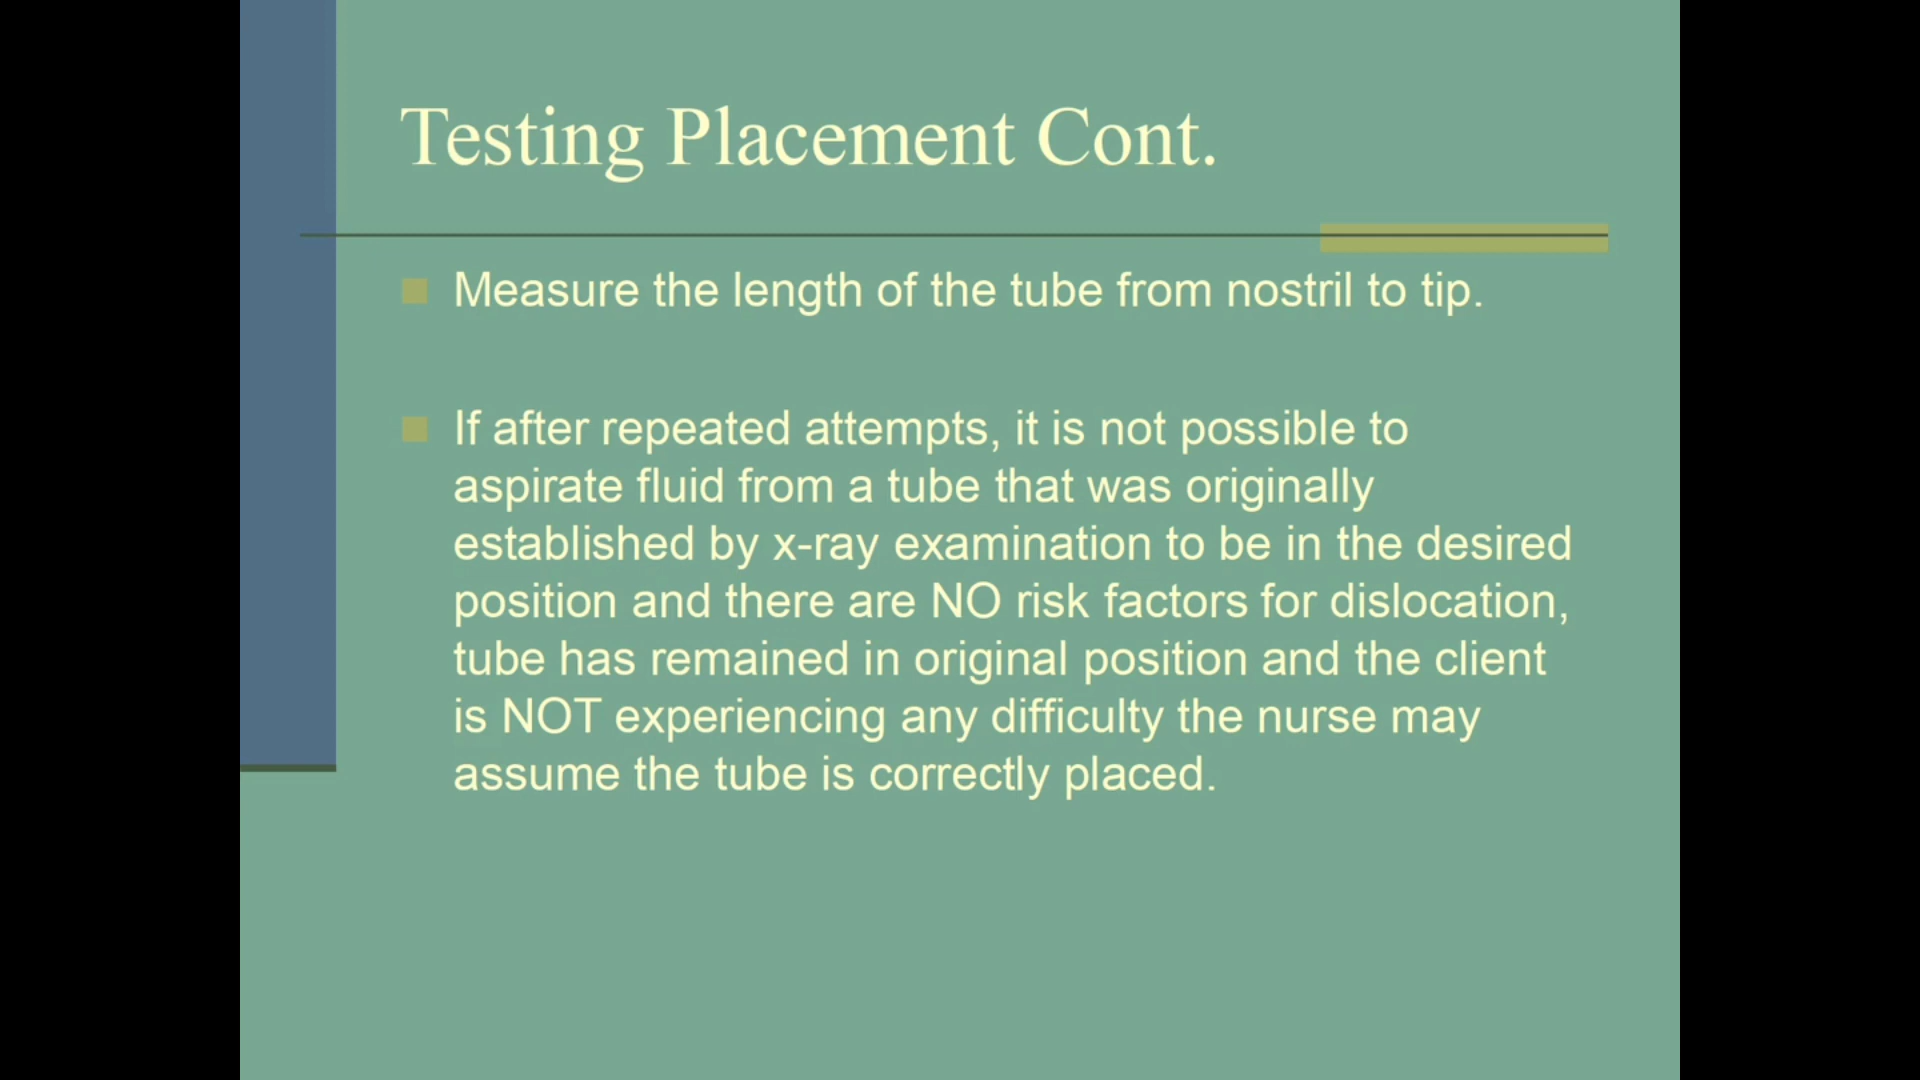 Testing Placement Cont.
Measure the length of the tube from nostril to tip.
If after repeated attempts, it is not possible to
aspirate fluid from a tube that was originally
established by x-ray examination to be in the desired
position and there are NO risk factors for dislocation,
tube has remained in original position and the client
is NOT experiencing any difficulty the nurse may
assume the tube is correctly placed.